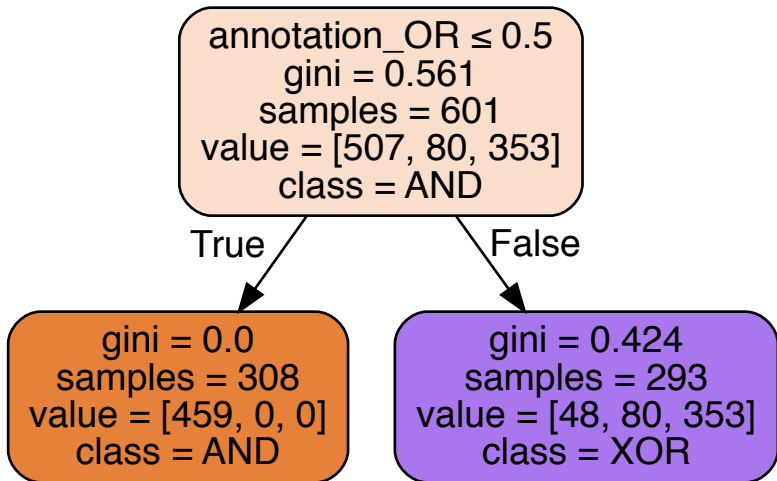 annotation_OR ≤ 0.5
gini = 0.561
samples = 601
value = [507, 80, 353]
class = AND
True
False
gini = 0.0
samples = 308
value = [459, 0, 0]
class = AND
gini = 0.424
samples = 293
value = [48, 80, 353]
class = XOR